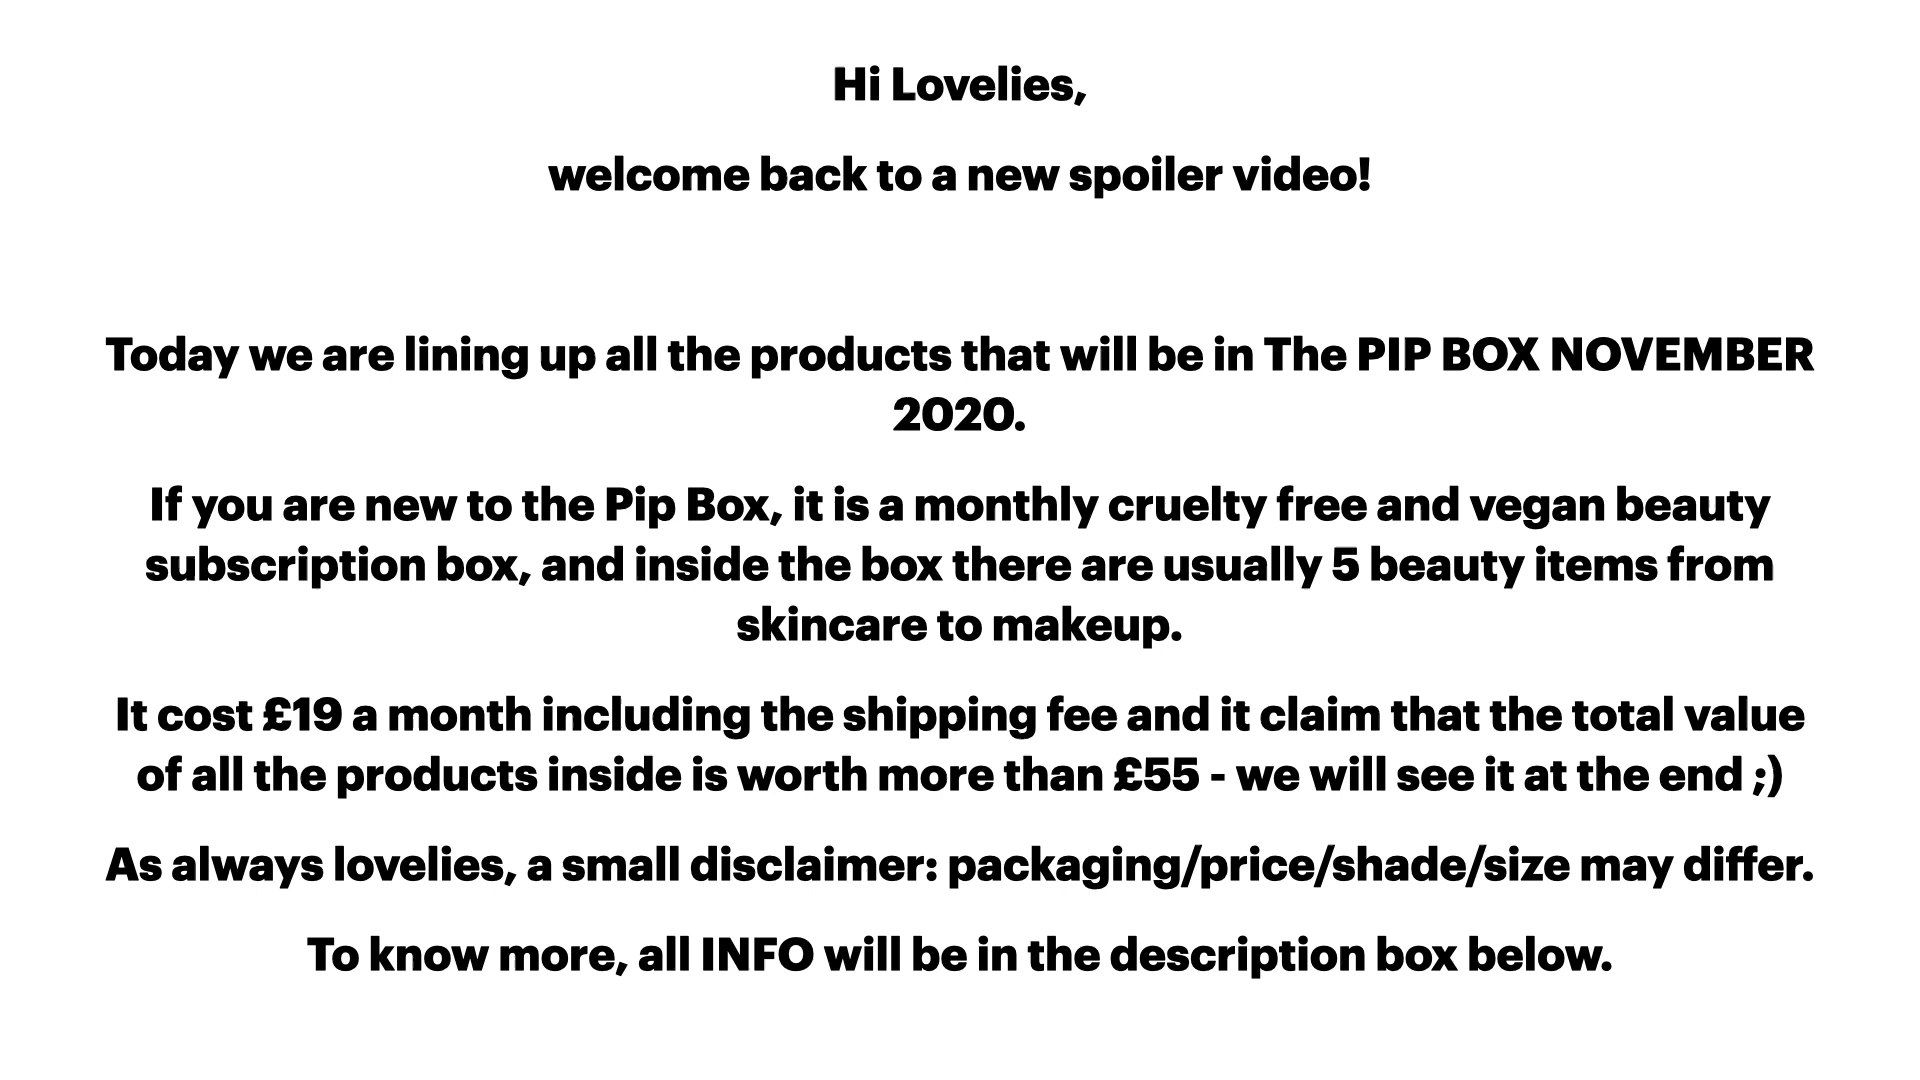 Hi Lovelies,
welcome back to a new spoiler video!
Today we are lining up all the products that will be in The PIP BOX NOVEMBER
2020.
If you are new to the Pip Box, it is a monthly cruelty free and vegan beauty
subscription box, and inside the box there are usually 5 beauty items from
skincare to makeup.
It cost £19 a month including the shipping fee and it claim that the total value
of all the products inside is worth more than £55 - we will see it at the end ;)
As always lovelies, a small disclaimer: packaging/price/shade/size may differ.
To know more, all INFO will be in the description box below.